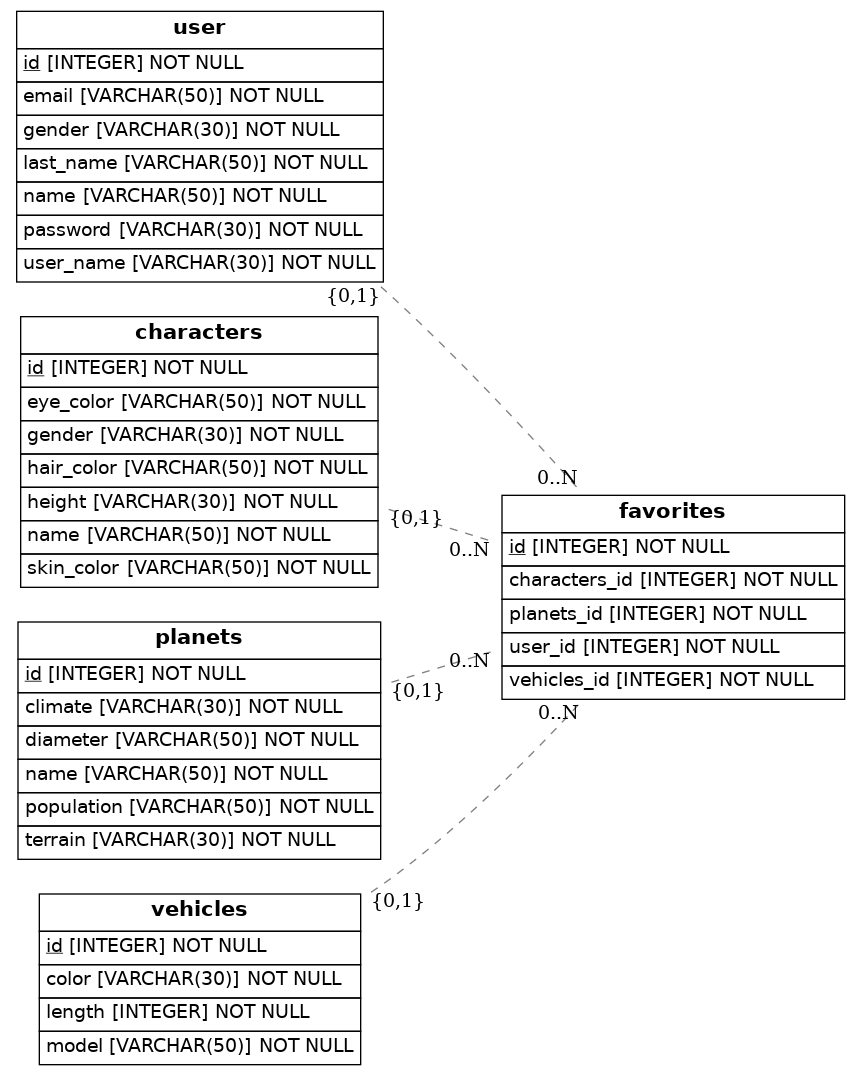 user
id [INTEGER] NOT NULL
email [VARCHAR(50)] NOT NULL
gender [VARCHAR(30)] NOT NULL
last_name [VARCHAR(50)] NOT NULL
name [VARCHAR(50)] NOT NULL
password [VARCHAR(30)] NOT NULL
user_name [VARCHAR(30)] NOT NULL
{0,1}
characters
id [INTEGER] NOT NULL
eye_color [VARCHAR(50)] NOT NULL
gender [VARCHAR(30)] NOT NULL
hair_color [VARCHAR(50)] NOT NULL
height [VARCHAR(30)] NOT NULL
name [VARCHAR(50)] NOT NULL
skin_color [VARCHAR(50)] NOT NULL
{0,1}
planets
id [INTEGER] NOT NULL
climate [VARCHAR(30)] NOT NULL
diameter [VARCHAR(50)] NOT NULL
name [VARCHAR(50)] NOT NULL
population [VARCHAR(50)] NOT NULL
terrain [VARCHAR(30)] NOT NULL
{0,1}
vehicles
id [INTEGER] NOT NULL
color [VARCHAR(30)] NOT NULL
length [INTEGER] NOT NULL
model [VARCHAR(50)] NOT NULL
{0,1}
0..N
0..N
0..N
0..N
favorites
id [INTEGER] NOT NULL
characters_id [INTEGER] NOT NULL
planets_id [INTEGER] NOT NULL
user_id [INTEGER] NOT NULL
vehicles_id [INTEGER] NOT NULL